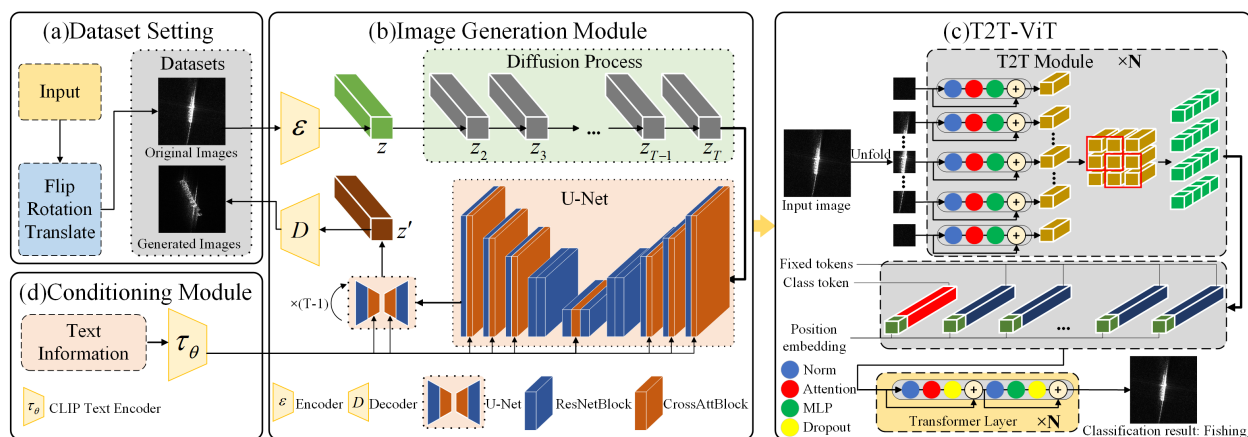 (a)Dataset Setting
Input
Flip
Rotation
Translate
Datasets
Original Images
Generated Images
(d)Conditioning Module
Text
Information
τθ
τθ CLIP Text Encoder
(b)Image Generation Module
Diffusion Process
ε
z
z2
z3
...
zT−1
zT
D
z'
U-Net
×(T-1)
ε Encoder
D Decoder
U-Net
ResNetBlock
CrossAttBlock
(c)T2T-ViT
T2T Module ×N
Unfold
Input image
Fixed tokens
Class token
Position
embedding
...
Norm
Attention
MLP
Dropout
Transformer Layer ×N
Classification result: Fishing